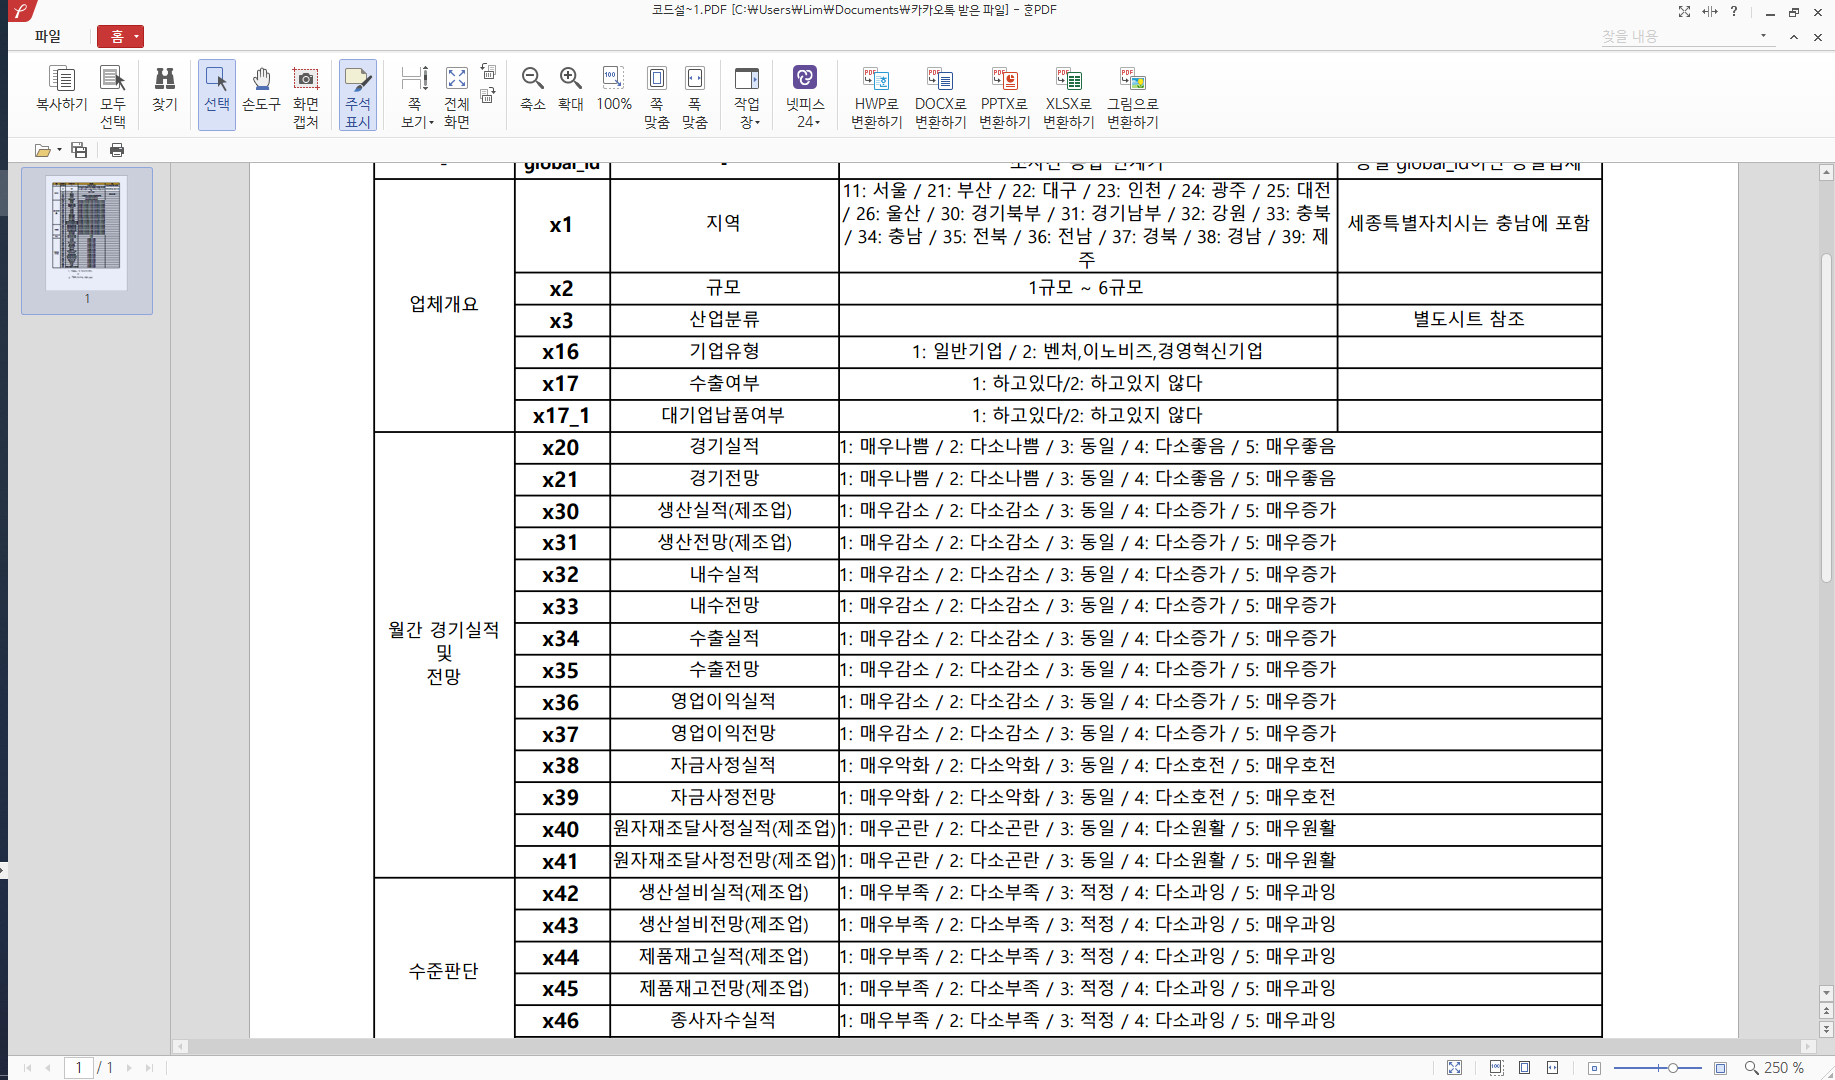 코드설~1.PDF [C:\Users\Lim\Documents\카카오톡 받은 파일] - 훈PDF
파일 홈 찾을 내용
복사하기 모두 선택 찾기 선택 손도구 화면 캡처 주석 표시 쪽 보기 전체 화면 축소 확대 100% 쪽 맞춤 폭 맞춤 작업 창 넷피스 24 HWP로 변환하기 DOCX로 변환하기 PPTX로 변환하기 XLSX로 변환하기 그림으로 변환하기
1
- global_id -
업체개요
x1 지역 11: 서울 / 21: 부산 / 22: 대구 / 23: 인천 / 24: 광주 / 25: 대전
/ 26: 울산 / 30: 경기북부 / 31: 경기남부 / 32: 강원 / 33: 충북
/ 34: 충남 / 35: 전북 / 36: 전남 / 37: 경북 / 38: 경남 / 39: 제
주
세종특별자치시는 충남에 포함
x2 규모 1규모 ~ 6규모
x3 산업분류 별도시트 참조
x16 기업유형 1: 일반기업 / 2: 벤처,이노비즈,경영혁신기업
x17 수출여부 1: 하고있다/2: 하고있지 않다
x17_1 대기업납품여부 1: 하고있다/2: 하고있지 않다
월간 경기실적
및
전망
x20 경기실적 1: 매우나쁨 / 2: 다소나쁨 / 3: 동일 / 4: 다소좋음 / 5: 매우좋음
x21 경기전망 1: 매우나쁨 / 2: 다소나쁨 / 3: 동일 / 4: 다소좋음 / 5: 매우좋음
x30 생산실적(제조업) 1: 매우감소 / 2: 다소감소 / 3: 동일 / 4: 다소증가 / 5: 매우증가
x31 생산전망(제조업) 1: 매우감소 / 2: 다소감소 / 3: 동일 / 4: 다소증가 / 5: 매우증가
x32 내수실적 1: 매우감소 / 2: 다소감소 / 3: 동일 / 4: 다소증가 / 5: 매우증가
x33 내수전망 1: 매우감소 / 2: 다소감소 / 3: 동일 / 4: 다소증가 / 5: 매우증가
x34 수출실적 1: 매우감소 / 2: 다소감소 / 3: 동일 / 4: 다소증가 / 5: 매우증가
x35 수출전망 1: 매우감소 / 2: 다소감소 / 3: 동일 / 4: 다소증가 / 5: 매우증가
x36 영업이익실적 1: 매우감소 / 2: 다소감소 / 3: 동일 / 4: 다소증가 / 5: 매우증가
x37 영업이익전망 1: 매우감소 / 2: 다소감소 / 3: 동일 / 4: 다소증가 / 5: 매우증가
x38 자금사정실적 1: 매우악화 / 2: 다소악화 / 3: 동일 / 4: 다소호전 / 5: 매우호전
x39 자금사정전망 1: 매우악화 / 2: 다소악화 / 3: 동일 / 4: 다소호전 / 5: 매우호전
x40 원자재조달사정실적(제조업) 1: 매우곤란 / 2: 다소곤란 / 3: 동일 / 4: 다소원활 / 5: 매우원활
x41 원자재조달사정전망(제조업) 1: 매우곤란 / 2: 다소곤란 / 3: 동일 / 4: 다소원활 / 5: 매우원활
수준판단
x42 생산설비실적(제조업) 1: 매우부족 / 2: 다소부족 / 3: 적정 / 4: 다소과잉 / 5: 매우과잉
x43 생산설비전망(제조업) 1: 매우부족 / 2: 다소부족 / 3: 적정 / 4: 다소과잉 / 5: 매우과잉
x44 제품재고실적(제조업) 1: 매우부족 / 2: 다소부족 / 3: 적정 / 4: 다소과잉 / 5: 매우과잉
x45 제품재고전망(제조업) 1: 매우부족 / 2: 다소부족 / 3: 적정 / 4: 다소과잉 / 5: 매우과잉
x46 종사자수실적 1: 매우부족 / 2: 다소부족 / 3: 적정 / 4: 다소과잉 / 5: 매우과잉
1 / 1 250 %